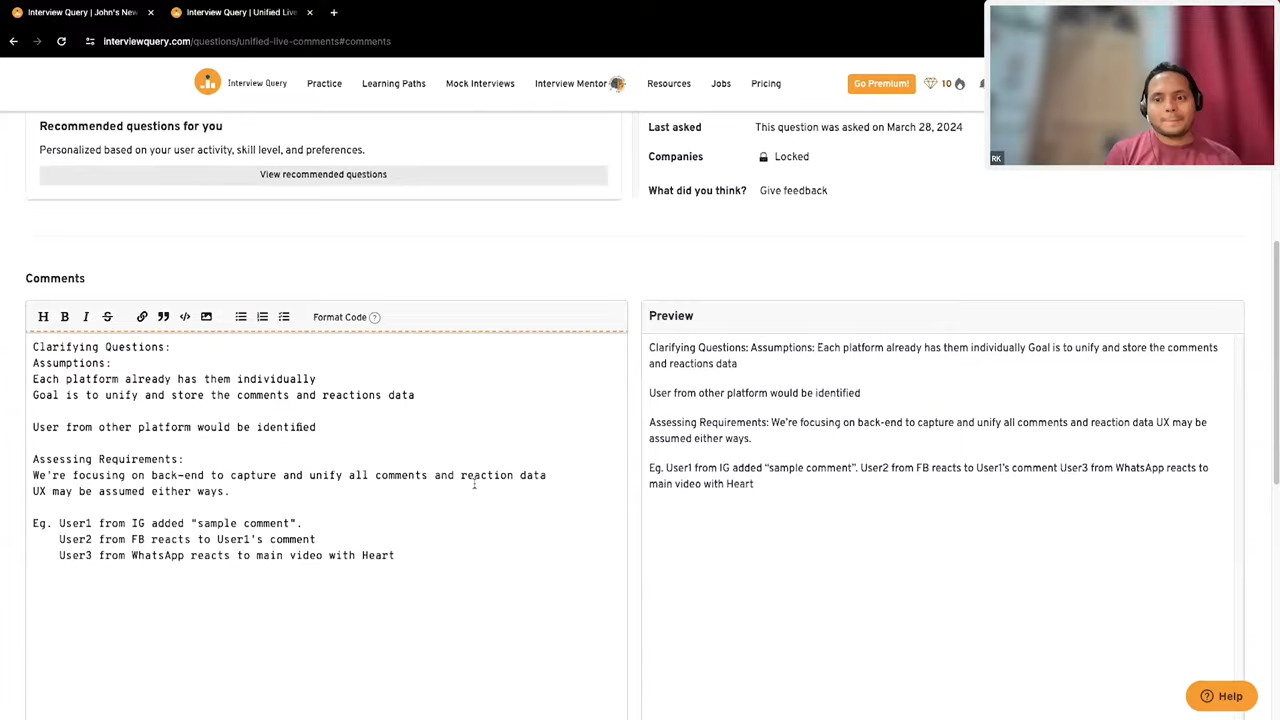 Interview Query | John's New
Interview Query | Unified Live
interviewquery.com/questions/unified-live-comments#comments
Interview Query
Practice
Learning Paths
Mock Interviews
Interview Mentor
Resources
Jobs
Pricing
Go Premium!
10
Recommended questions for you
Personalized based on your user activity, skill level, and preferences.
View recommended questions
Last asked This question was asked on March 28, 2024
Companies Locked
What did you think? Give feedback
RK
Comments
H B I S
Format Code ?
Clarifying Questions:
Assumptions:
Each platform already has them individually
Goal is to unify and store the comments and reactions data
User from other platform would be identified
Assessing Requirements:
We're focusing on back-end to capture and unify all comments and reaction data
UX may be assumed either ways.
Eg. User1 from IG added "sample comment".
User2 from FB reacts to User1's comment
User3 from WhatsApp reacts to main video with Heart
Preview
Clarifying Questions: Assumptions: Each platform already has them individually Goal is to unify and store the comments
and reactions data
User from other platform would be identified
Assessing Requirements: We’re focusing on back-end to capture and unify all comments and reaction data UX may be
assumed either ways.
Eg. User1 from IG added “sample comment”. User2 from FB reacts to User1’s comment User3 from WhatsApp reacts to
main video with Heart
? Help